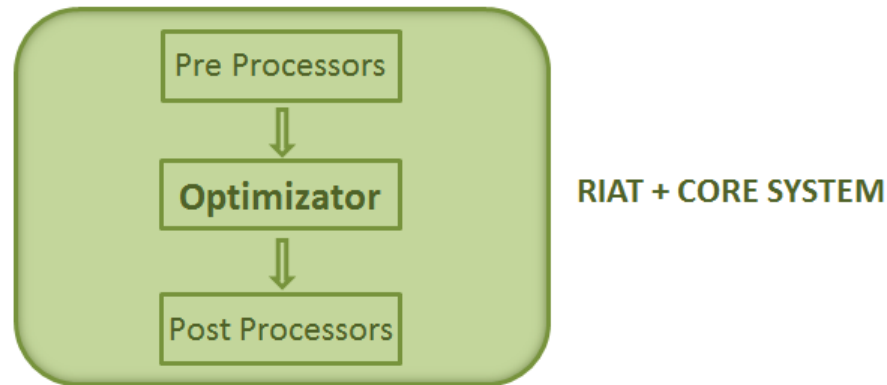 Pre Processors
Optimizator
RIAT + CORE SYSTEM
Post Processors